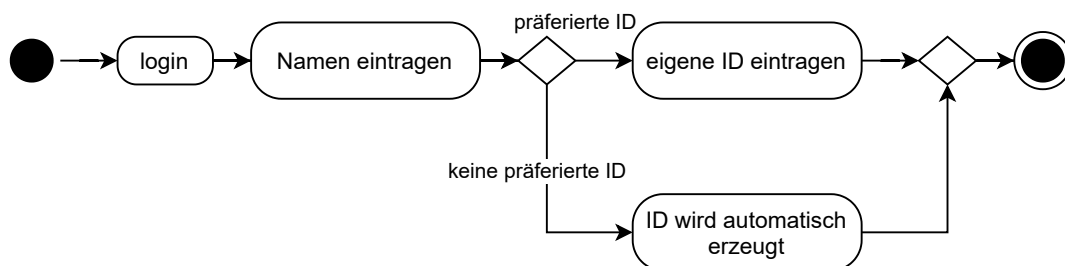 präferierte ID
login
Namen eintragen
eigene ID eintragen
keine präferierte ID
ID wird automatisch
erzeugt